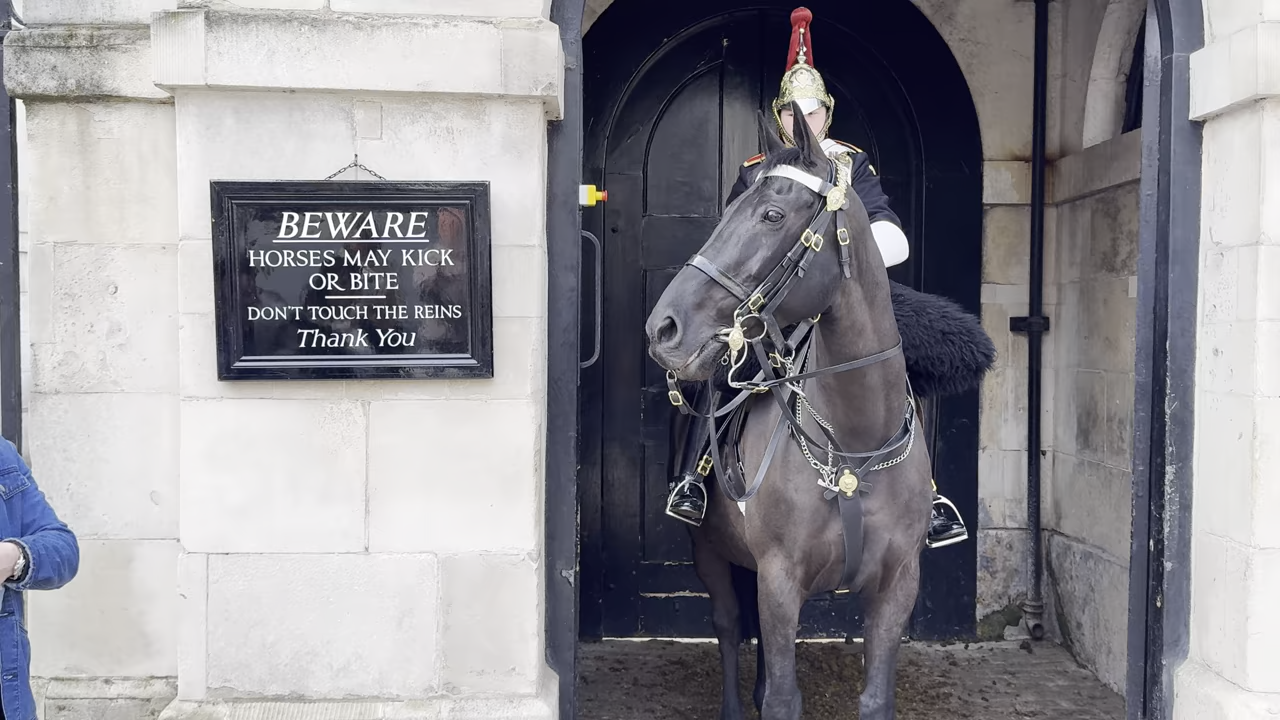 BEWARE
HORSES MAY KICK
OR BITE
DON'T TOUCH THE REINS
Thank You